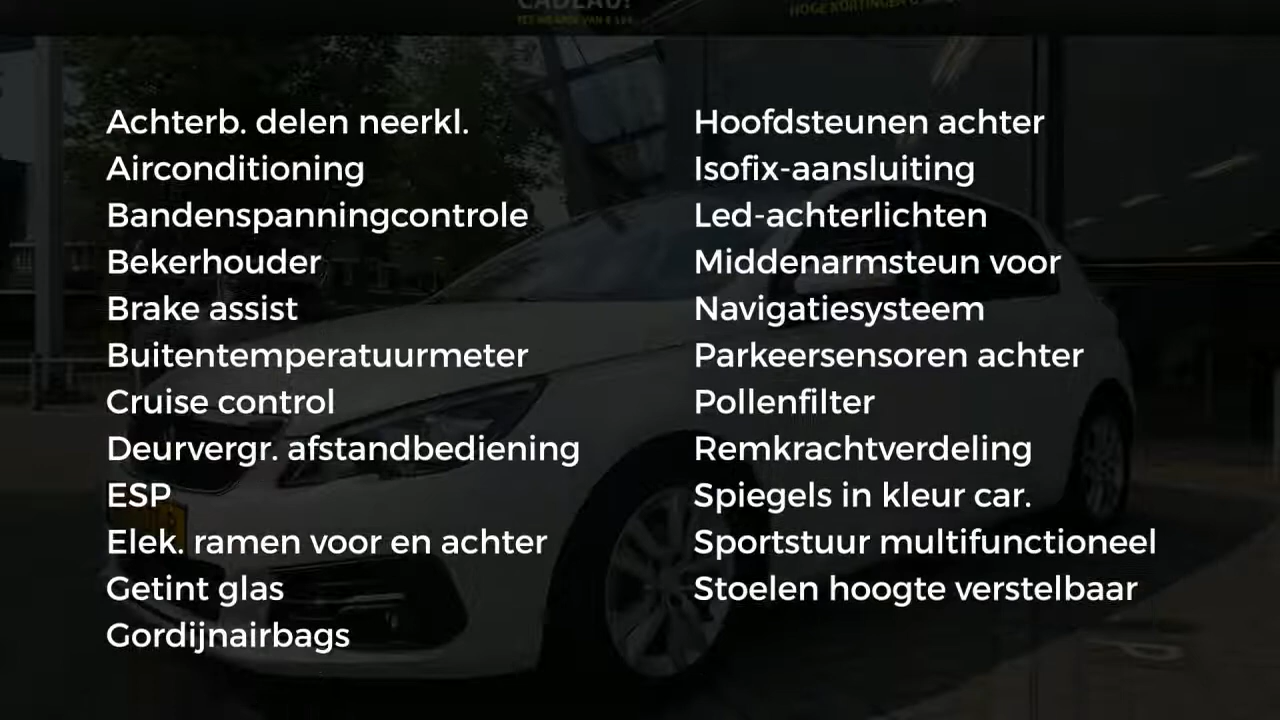 CADEAU!
Achterb. delen neerkl.
Airconditioning
Bandenspanningcontrole
Bekerhouder
Brake assist
Buitentemperatuurmeter
Cruise control
Deurvergr. afstandbediening
ESP
Elek. ramen voor en achter
Getint glas
Gordijnairbags
Hoofdsteunen achter
Isofix-aansluiting
Led-achterlichten
Middenarmsteun voor
Navigatiesysteem
Parkeersensoren achter
Pollenfilter
Remkrachtverdeling
Spiegels in kleur car.
Sportstuur multifunctioneel
Stoelen hoogte verstelbaar